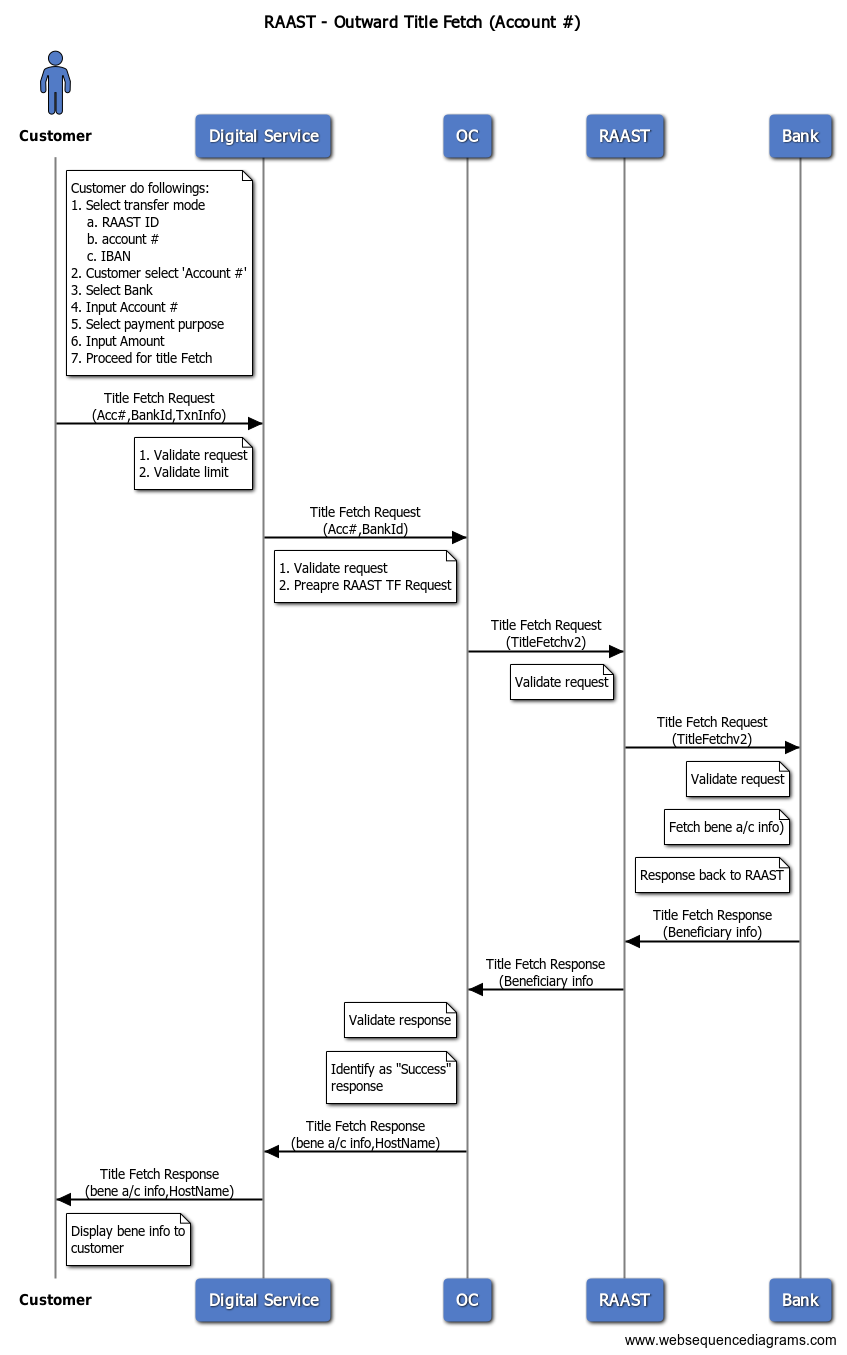 RAAST - Outward Title Fetch (Account #)
Customer
Digital Service
OC
RAAST
Bank
Customer do followings:
1. Select transfer mode
a. RAAST ID
b. account #
c. IBAN
2. Customer select 'Account #'
3. Select Bank
4. Input Account #
5. Select payment purpose
6. Input Amount
7. Proceed for title Fetch
Title Fetch Request
(Acc#,BankId,TxnInfo)
1. Validate request
2. Validate limit
Title Fetch Request
(Acc#,BankId)
1. Validate request
2. Preapre RAAST TF Request
Title Fetch Request
(TitleFetchv2)
Validate request
Title Fetch Request
(TitleFetchv2)
Validate request
Fetch bene a/c info)
Response back to RAAST
Title Fetch Response
(Beneficiary info)
Title Fetch Response
(Beneficiary info
Validate response
Identify as "Success"
response
Title Fetch Response
(bene a/c info,HostName)
Title Fetch Response
(bene a/c info,HostName)
Display bene info to
customer
Customer
Digital Service
OC
RAAST
Bank
www.websequencediagrams.com